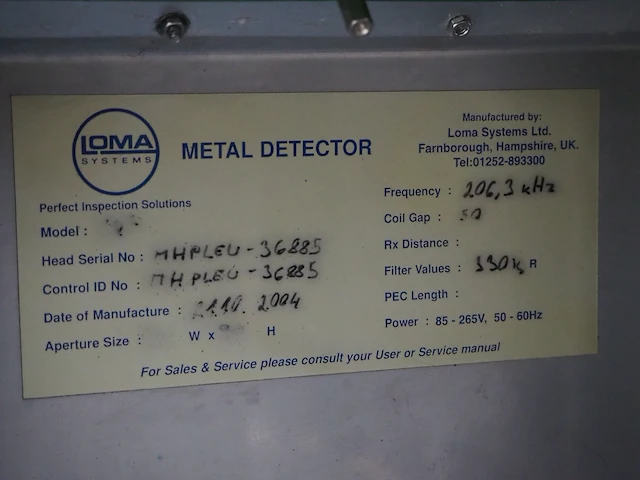 LOMA
SYSTEMS
METAL DETECTOR
Manufactured by:
Loma Systems Ltd.
Farnborough, Hampshire, UK.
Tel:01252-893300
Perfect Inspection Solutions
Model :
Head Serial No : MHPLEU-36885
Control ID No : MHPLEU-36885
Date of Manufacture : 2004
Aperture Size : W x H
Frequency : 206,3 kHz
Coil Gap : 50
Rx Distance :
Filter Values : 330k R
PEC Length :
Power : 85 - 265V, 50 - 60Hz
For Sales & Service please consult your User or Service manual